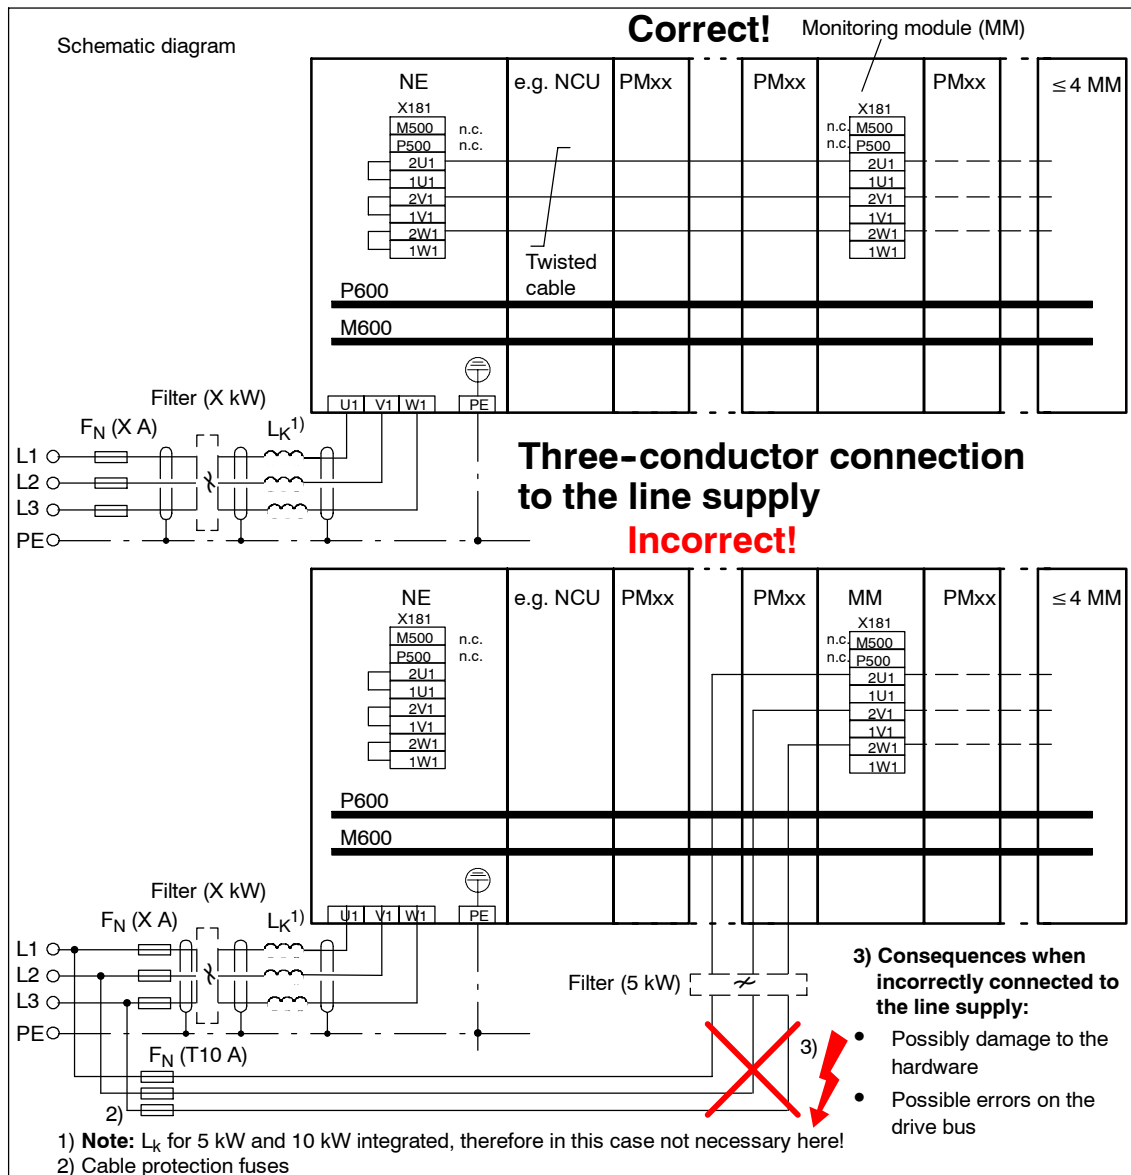 Schematic diagram
Correct!
Monitoring module (MM)
NE
e.g. NCU
PMxx
PMxx
PMxx
≤ 4 MM
X181
M500 n.c.
P500 n.c.
2U1
1U1
2V1
1V1
2W1
1W1
X181
n.c. M500
n.c. P500
2U1
1U1
2V1
1V1
2W1
1W1
Twisted
cable
P600
M600
U1 V1 W1 PE
Filter (X kW)
FN (X A)
LK1)
L1
L2
L3
PE
Three-conductor connection
to the line supply
Incorrect!
NE
e.g. NCU
PMxx
PMxx
MM
PMxx
≤ 4 MM
X181
M500 n.c.
P500 n.c.
2U1
1U1
2V1
1V1
2W1
1W1
X181
n.c. M500
n.c. P500
2U1
1U1
2V1
1V1
2W1
1W1
P600
M600
U1 V1 W1 PE
Filter (X kW)
FN (X A)
LK1)
L1
L2
L3
PE
FN (T10 A)
2)
Filter (5 kW)
3)
3) Consequences when
incorrectly connected to
the line supply:
• Possibly damage to the
hardware
• Possible errors on the
drive bus
1) Note: Lk for 5 kW and 10 kW integrated, therefore in this case not necessary here!
2) Cable protection fuses